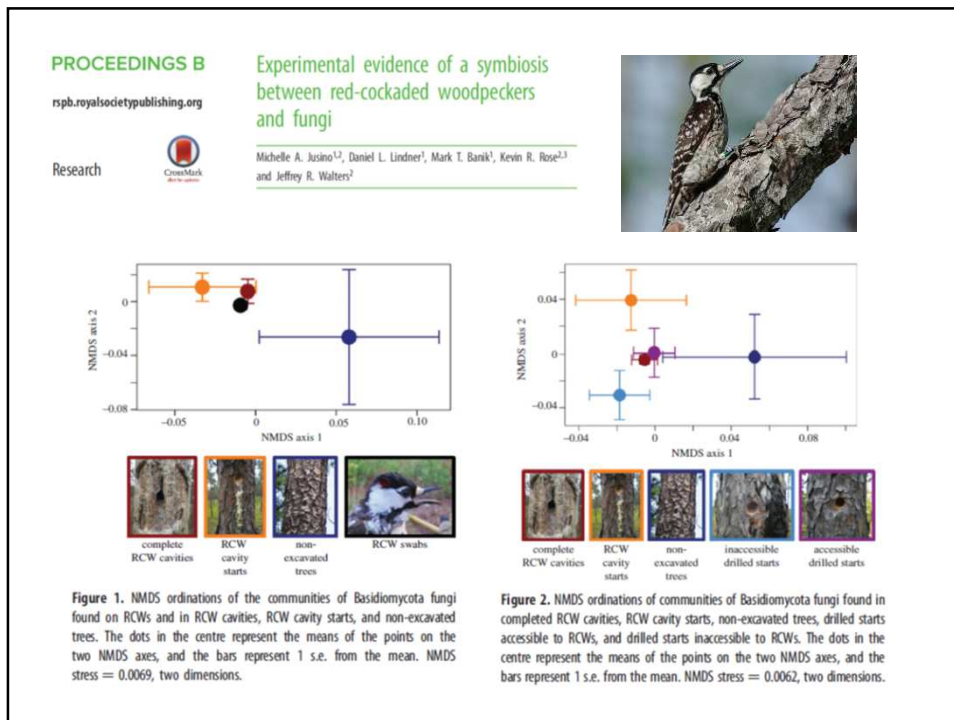 PROCEEDINGS B
rspb.royalsocietypublishing.org
Research
CrossMark
Experimental evidence of a symbiosis
between red-cockaded woodpeckers
and fungi
Michelle A. Jusino1,2, Daniel L. Lindner1, Mark T. Banik1, Kevin R. Rose2,3
and Jeffrey R. Walters2
NMDS axis 2
0
−0.04
−0.08
−0.05
0
0.05
0.10
NMDS axis 1
complete
RCW cavities
RCW
cavity
starts
non-
excavated
trees
RCW swabs
Figure 1. NMDS ordinations of the communities of Basidiomycota fungi
found on RCWs and in RCW cavities, RCW cavity starts, and non-excavated
trees. The dots in the centre represent the means of the points on the
two NMDS axes, and the bars represent 1 s.e. from the mean. NMDS
stress = 0.0069, two dimensions.
NMDS axis 2
0.04
0
−0.04
−0.04
0
0.04
0.08
NMDS axis 1
complete
RCW cavities
RCW
cavity
starts
non-
excavated
trees
inaccessible
drilled starts
accessible
drilled starts
Figure 2. NMDS ordinations of communities of Basidiomycota fungi found in
completed RCW cavities, RCW cavity starts, non-excavated trees, drilled starts
accessible to RCWs, and drilled starts inaccessible to RCWs. The dots in the
centre represent the means of the points on the two NMDS axes, and the
bars represent 1 s.e. from the mean. NMDS stress = 0.0062, two dimensions.